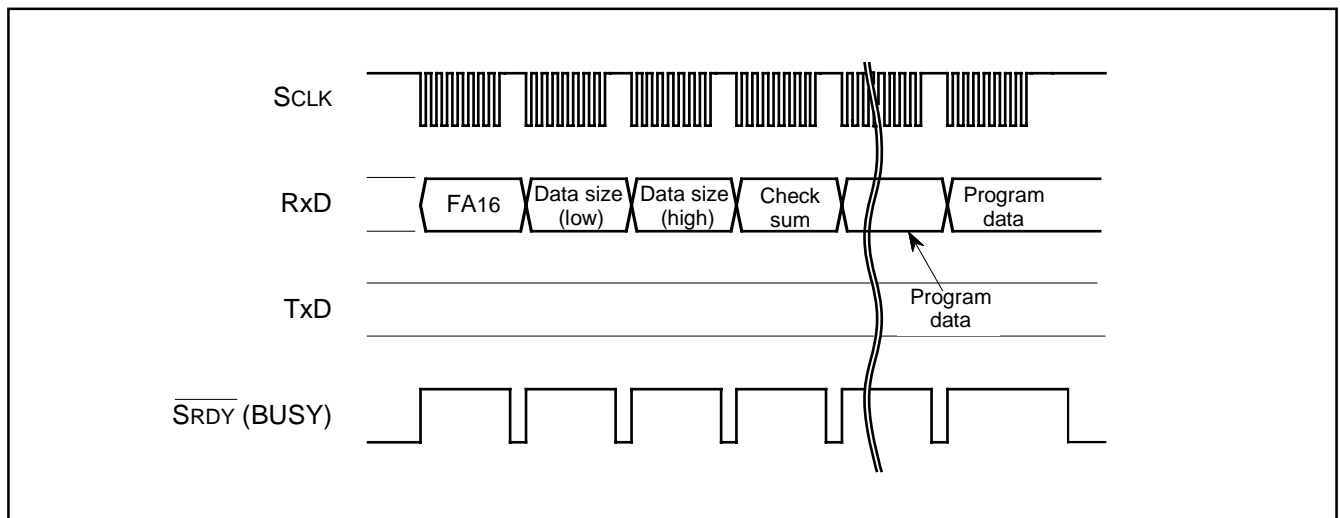 SCLK
RxD
FA16
Data size
(low)
Data size
(high)
Check
sum
Program
data
Program
data
TxD
SRDY (BUSY)